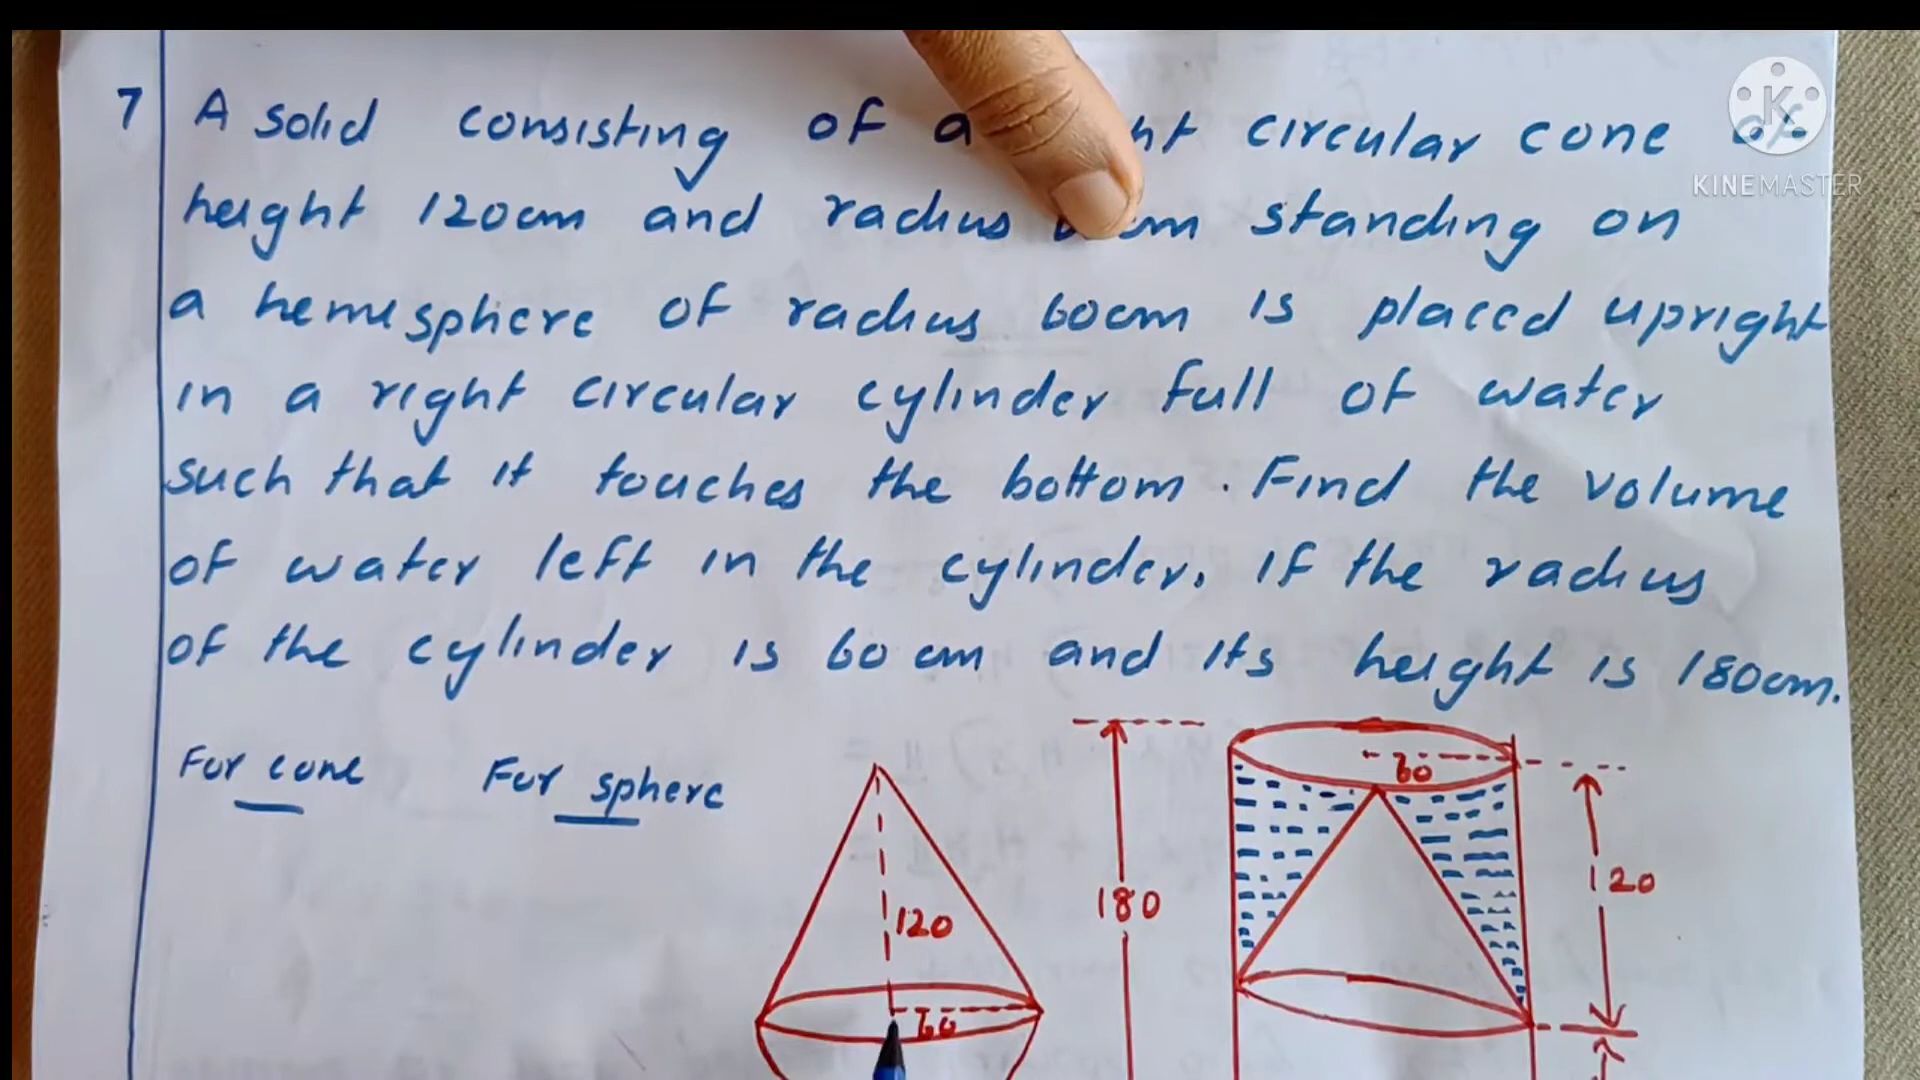 7 A solid consisting of a circular cone of
height 120cm and radius standing on
a hemisphere of radius 60cm is placed upright
in a right circular cylinder full of water
such that it touches the bottom. Find the volume
of water left in the cylinder. If the radius
of the cylinder is 60 cm and its height is 180cm.
For cone For sphere
120
60
180
60
120
KINEMASTER